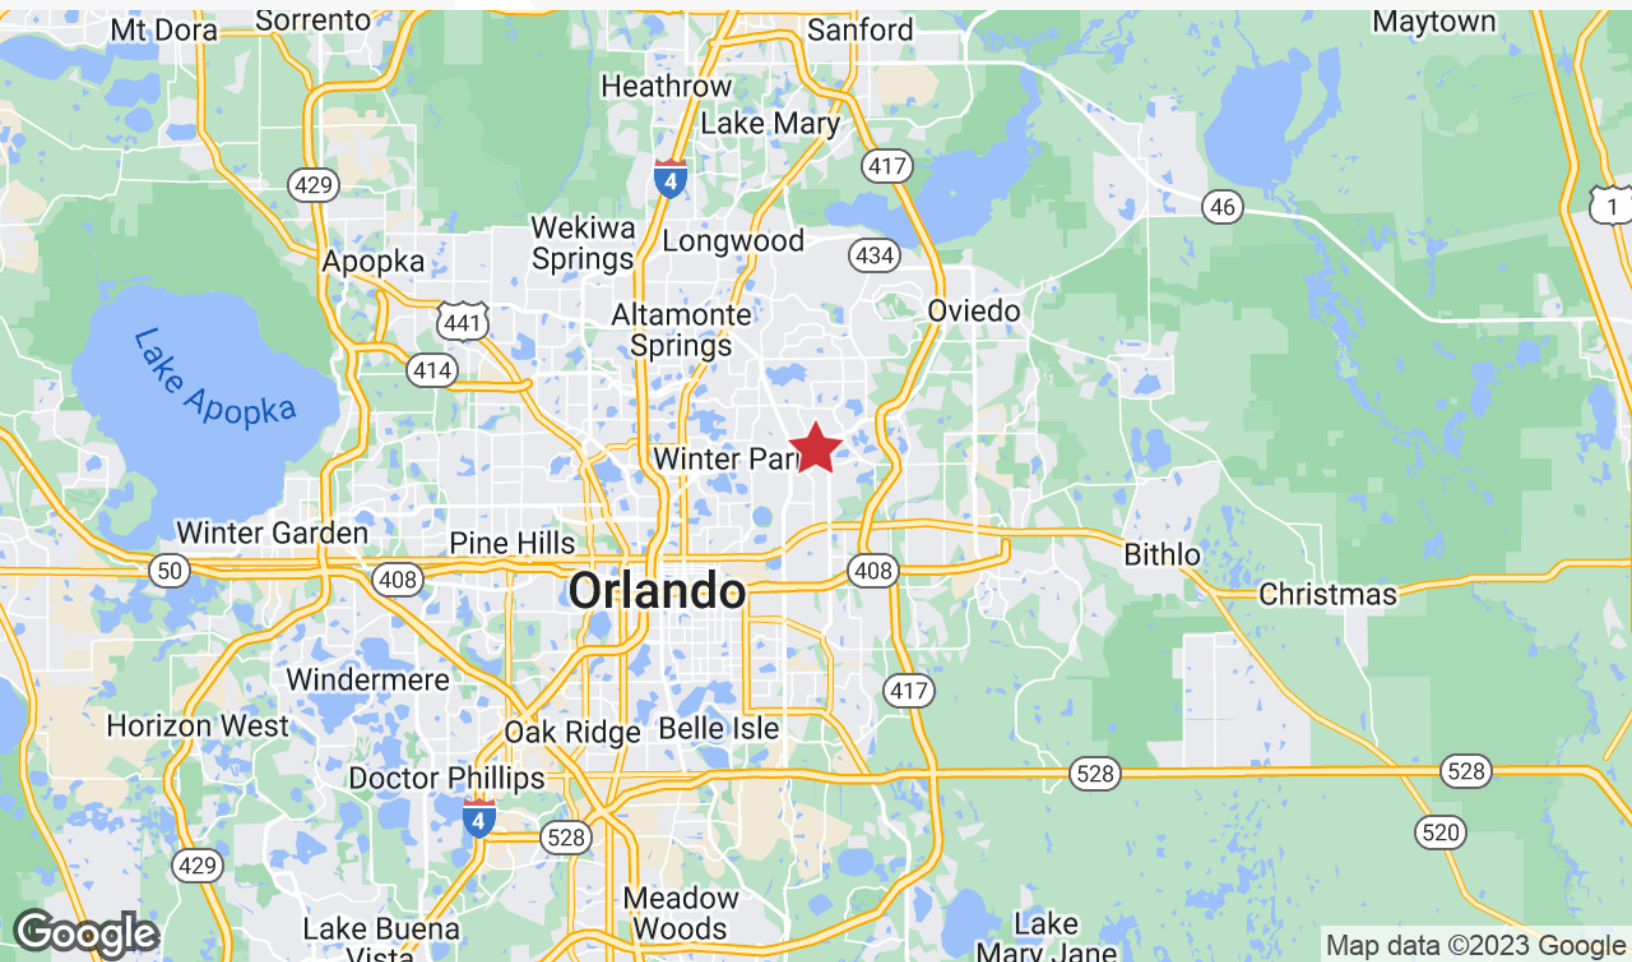 Sorrento
Mt Dora
Sanford
Maytown
Heathrow
Lake Mary
417
4
429
46
1
Wekiwa
Springs
Longwood
434
Apopka
441
Oviedo
Altamonte
Springs
414
Lake Apopka
Winter Par
Winter Garden
Pine Hills
Bithlo
50
408
408
Orlando
Christmas
Windermere
417
Horizon West
Oak Ridge
Belle Isle
Doctor Phillips
528
528
4
528
520
429
Meadow
Woods
Lake Buena
Vista
Lake
Mary Jane
Google
Map data ©2023 Google